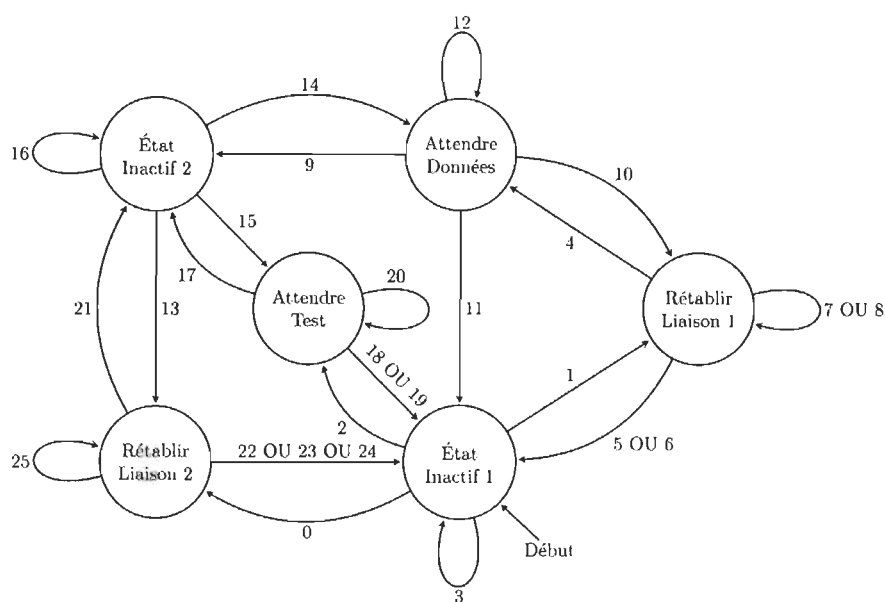 12
14
État
Inactif 2
16
Attendre
Données
9
10
15
4
17
20
21
13
Attendre
Test
11
Rétablir
Liaison 1
7 OU 8
18 OU 19
1
2
5 OU 6
25
Rétablir
Liaison 2
22 OU 23 OU 24
État
Inactif 1
0
Début
3